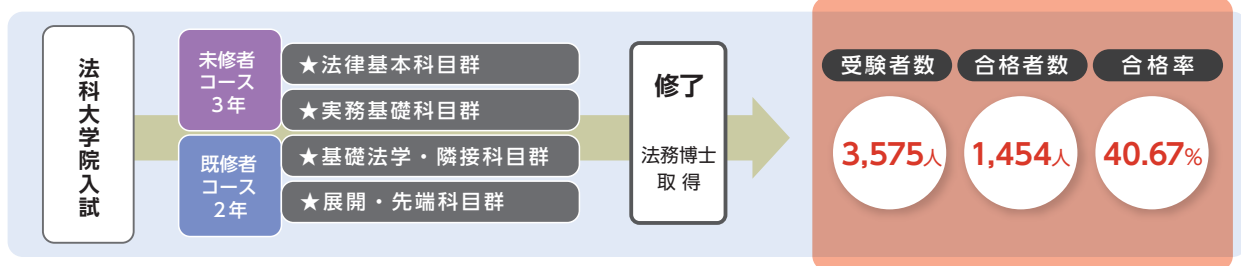 法科大学院入試
未修者
コース
3年
既修者
コース
2年
★法律基本科目群
★実務基礎科目群
★基礎法学・隣接科目群
★展開・先端科目群
修了
法務博士
取得
受験者数
合格者数
合格率
3,575人
1,454人
40.67%